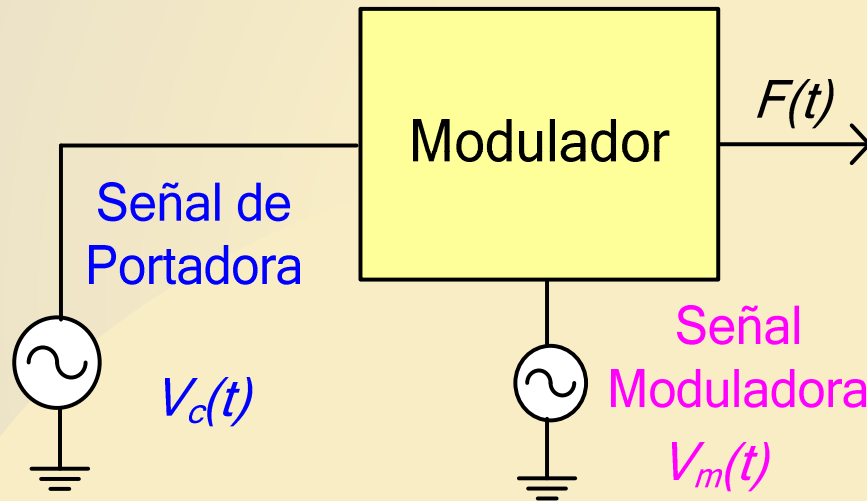 Modulador
F(t)
Señal de
Portadora
Vc(t)
Señal
Moduladora
Vm(t)